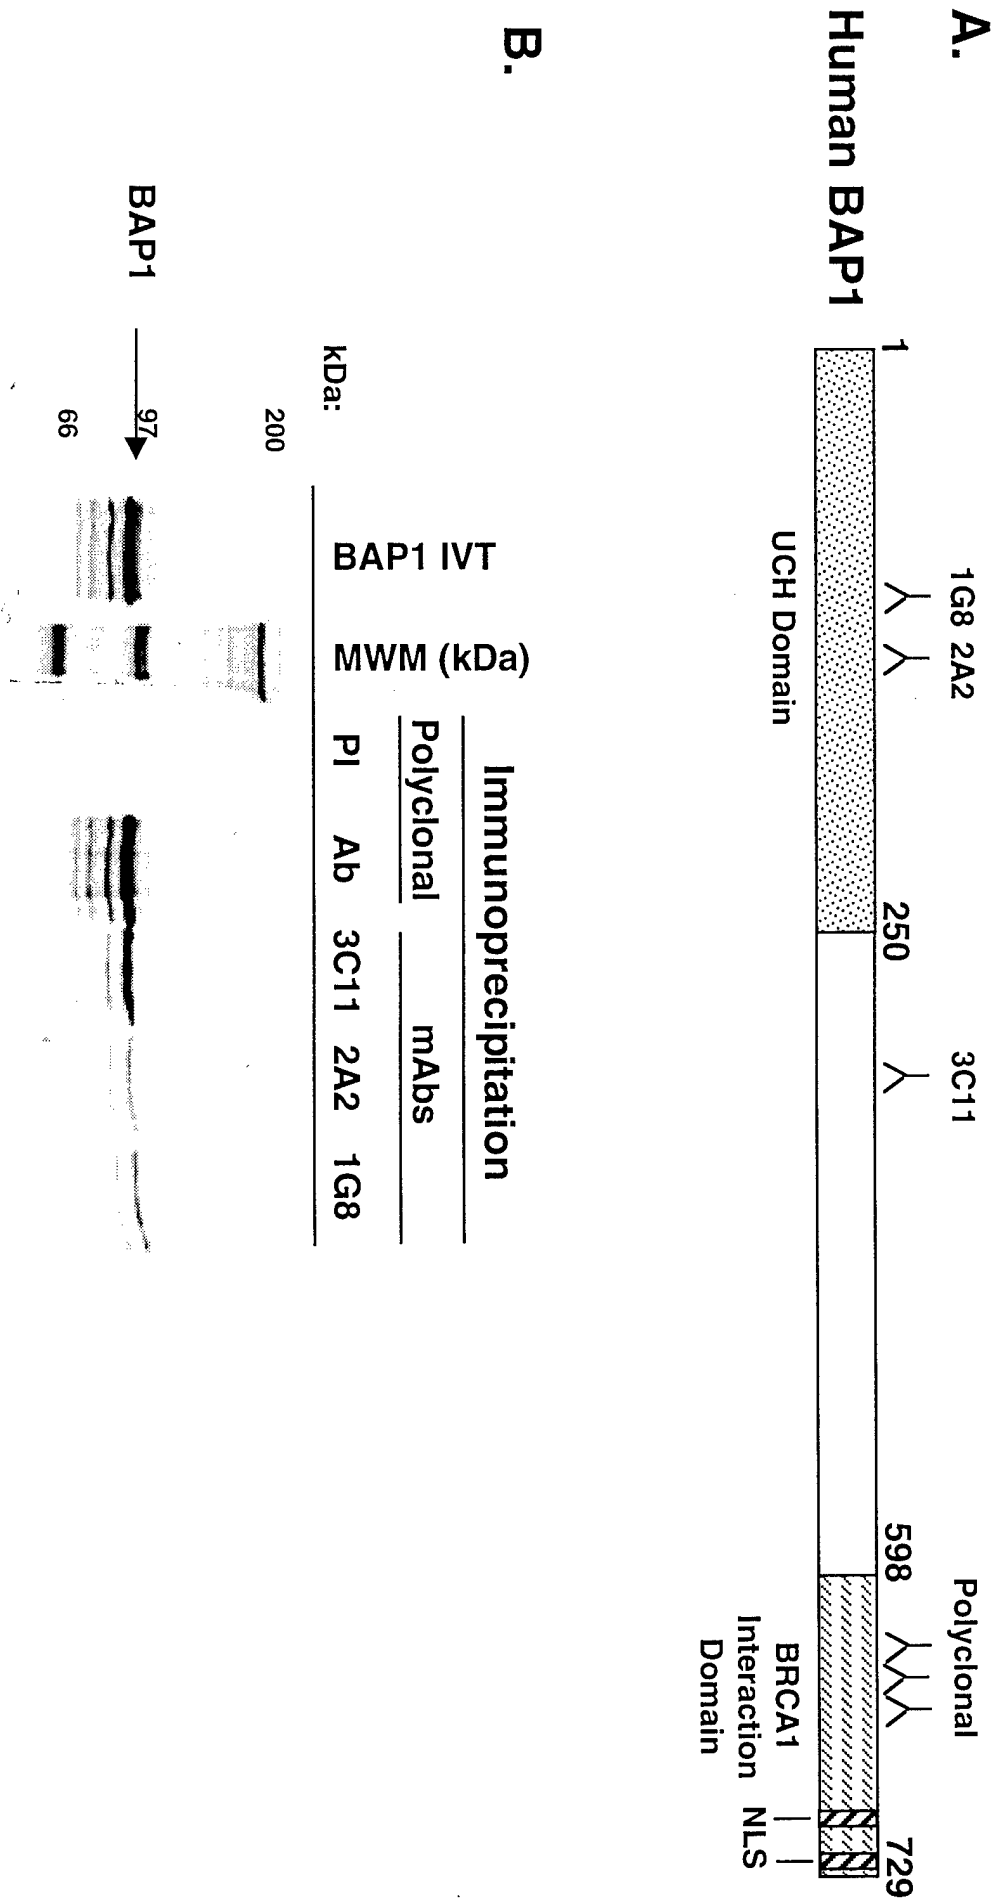 A.
1G8 2A2
3C11
Polyclonal
1
250
598
729
Human BAP1
UCH Domain
BRCA1
Interaction
Domain
NLS
B.
Immunoprecipitation
Polyclonal
mAbs
BAP1 IVT
MWM (kDa)
PI
Ab
3C11
2A2
1G8
kDa:
200
97
BAP1
66